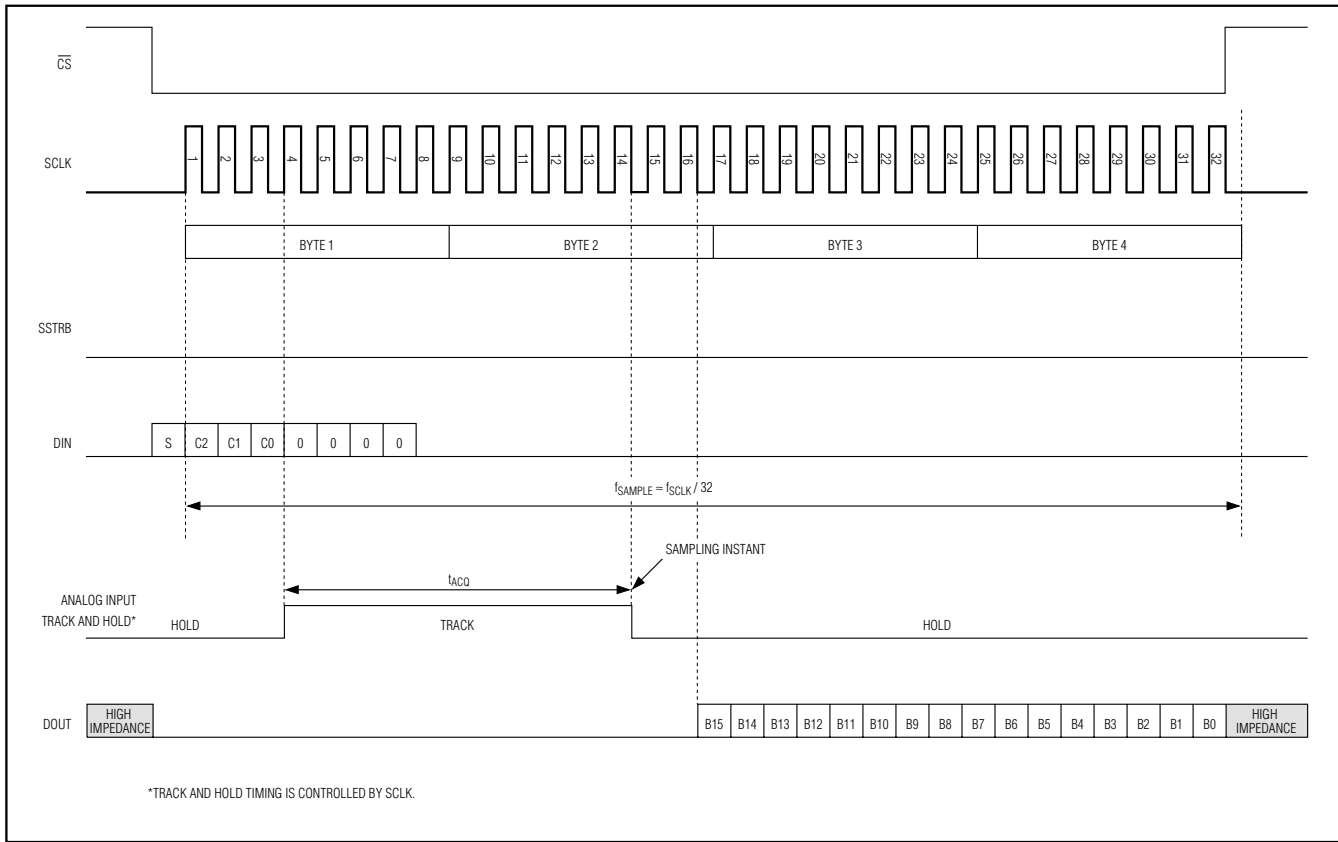 CS
SCLK
1 2 3 4 5 6 7 8 9 10 11 12 13 14 15 16 17 18 19 20 21 22 23 24 25 26 27 28 29 30 31 32
BYTE 1 BYTE 2 BYTE 3 BYTE 4
SSTRB
DIN
S C2 C1 C0 0 0 0 0
fSAMPLE = fSCLK / 32
SAMPLING INSTANT
tACQ
ANALOG INPUT
TRACK AND HOLD*
HOLD TRACK HOLD
DOUT
HIGH
IMPEDANCE
B15 B14 B13 B12 B11 B10 B9 B8 B7 B6 B5 B4 B3 B2 B1 B0
HIGH
IMPEDANCE
*TRACK AND HOLD TIMING IS CONTROLLED BY SCLK.